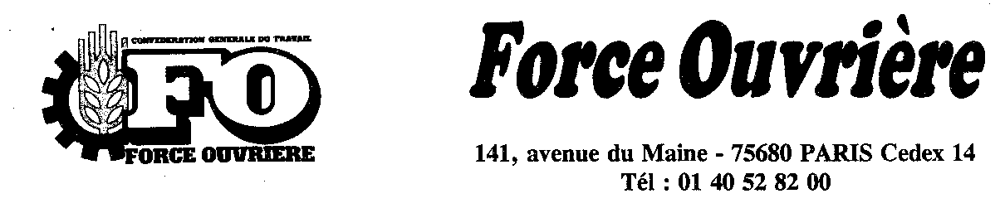 CONFEDERATION GENERALE DU TRAVAIL
FO
FORCE OUVRIERE
Force Ouvrière
141, avenue du Maine - 75680 PARIS Cedex 14
Tél : 01 40 52 82 00